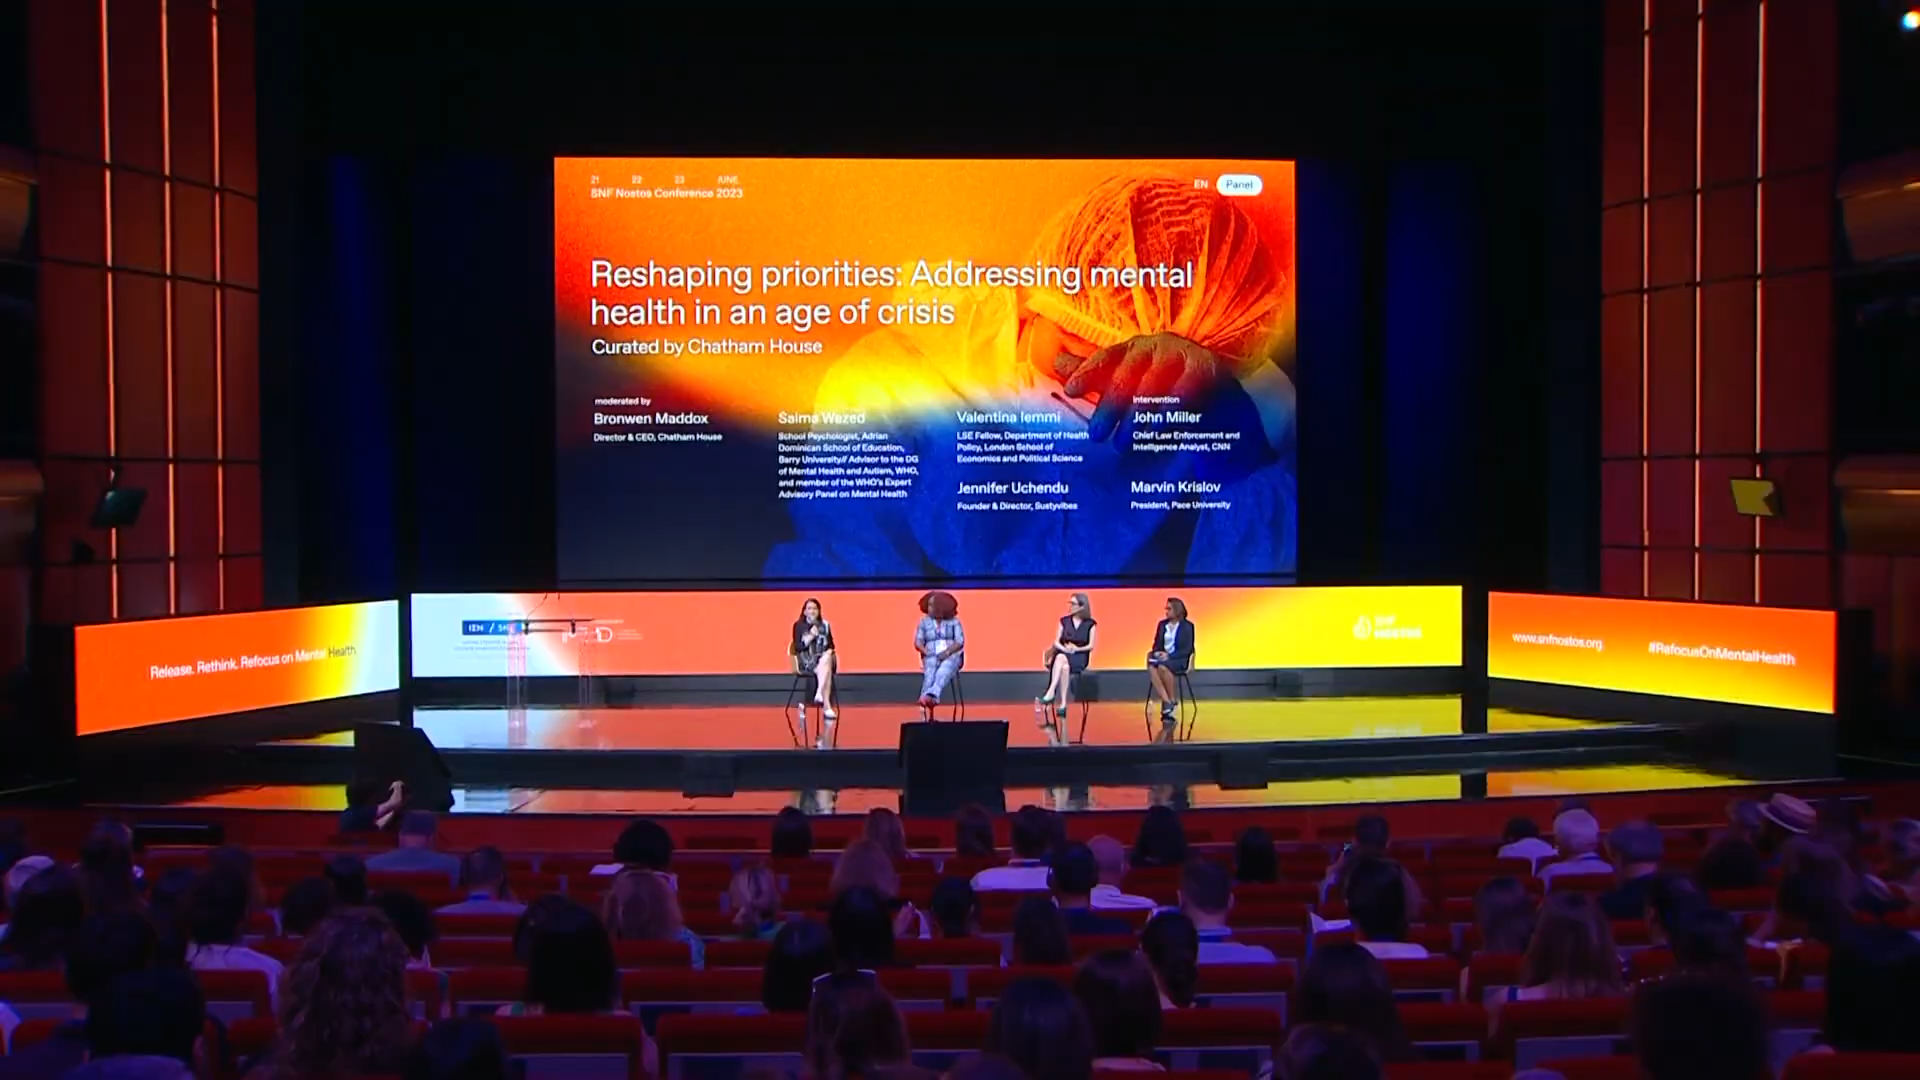 21 22 23 JUNE
SNF Nostos Conference 2023
EN Panel
Reshaping priorities: Addressing mental
health in an age of crisis
Curated by Chatham House
moderated by
Bronwen Maddox
Director & CEO, Chatham House
Saima Wazed
School Psychologist, Adrian
Dominican School of Education,
Barry University// Advisor to the DG
of Mental Health and Autism, WHO,
and member of the WHO's Expert
Advisory Panel on Mental Health
Valentina Iemmi
LSE Fellow, Department of Health
Policy, London School of
Economics and Political Science
Jennifer Uchendu
Founder & Director, Sustyvibes
Intervention
John Miller
Chief Law Enforcement and
Intelligence Analyst, CNN
Marvin Krislov
President, Pace University
Release. Rethink. Refocus on Mental Health.
SNF
NOSTOS
www.snfnostos.org
#RefocusOnMentalHealth